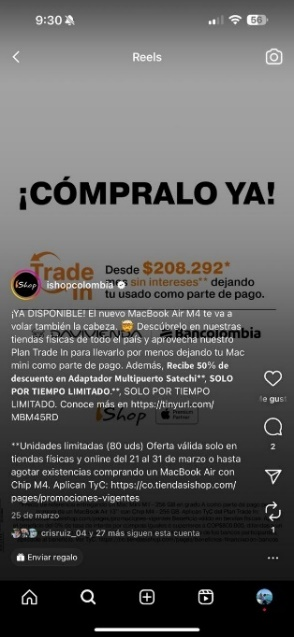 9:30
56
Reels
¡CÓMPRALO YA!
Trade In
Desde $208.292*
sin intereses** dejando
tu usado como parte de pago.
iShop
ishopcolombia
DAVIVIENDA
Bancolombia
¡YA DISPONIBLE! El nuevo MacBook Air M4 te va a
volar también la cabeza. 🤯 Descúbrelo en nuestras
tiendas físicas de todo el país y aprovecha nuestro
Plan Trade In para llevarlo por menos dejando tu Mac
mini como parte de pago. Además, Recibe 50% de
descuento en Adaptador Multipuerto Satechi**, SOLO
POR TIEMPO LIMITADO.**, SOLO POR TIEMPO
LIMITADO. Conoce más en https://tinyurl.com/
MBM45RD
iShop
**Unidades limitadas (80 uds) Oferta válida solo en
tiendas físicas y online del 21 al 31 de marzo o hasta
agotar existencias comprando un MacBook Air con
Chip M4. Aplican TyC: https://co.tiendasishop.com/
pages/promociones-vigentes
25 de marzo
2
1
crisruiz_04 y 27 más siguen esta cuenta
Enviar regalo